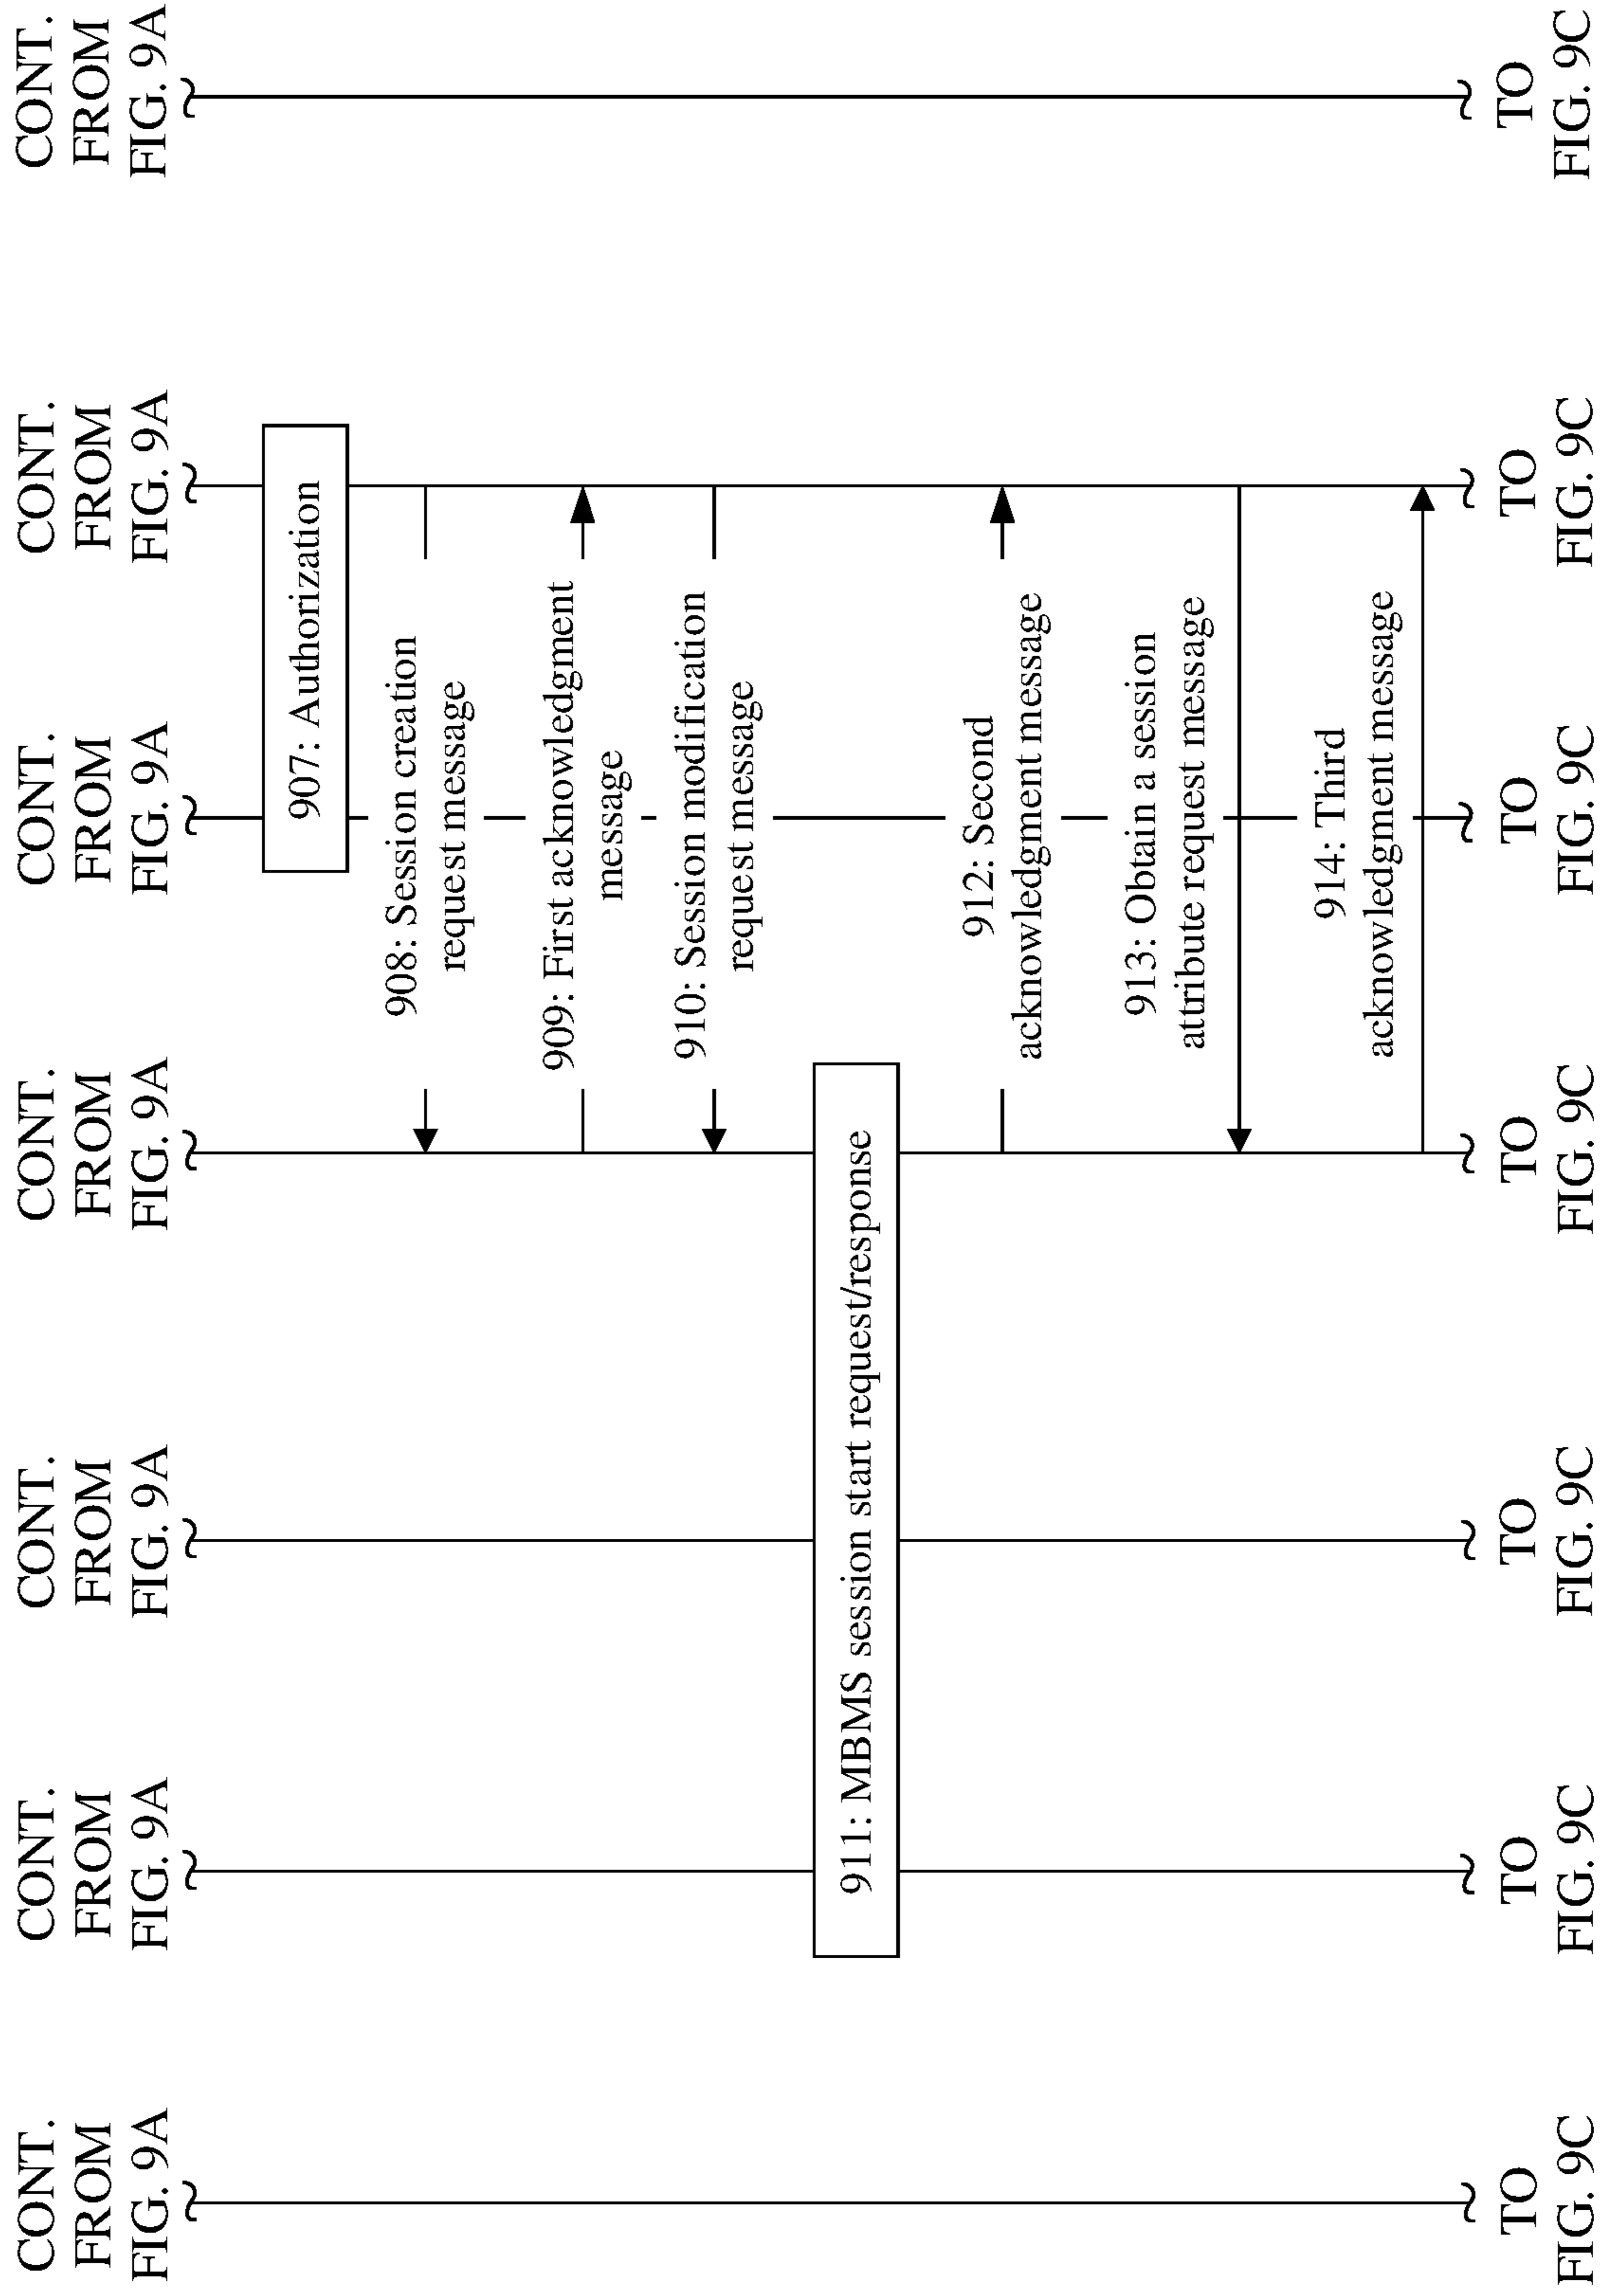 CONT.
FROM
FIG. 9A
CONT.
FROM
FIG. 9A
CONT.
FROM
FIG. 9A
CONT.
FROM
FIG. 9A
CONT.
FROM
FIG. 9A
CONT.
FROM
FIG. 9A
CONT.
FROM
FIG. 9A
907: Authorization
908: Session creation
request message
909: First acknowledgment
message
910: Session modification
request message
911: MBMS session start request/response
912: Second
acknowledgment message
913: Obtain a session
attribute request message
914: Third
acknowledgment message
TO
FIG. 9C
TO
FIG. 9C
TO
FIG. 9C
TO
FIG. 9C
TO
FIG. 9C
TO
FIG. 9C
TO
FIG. 9C